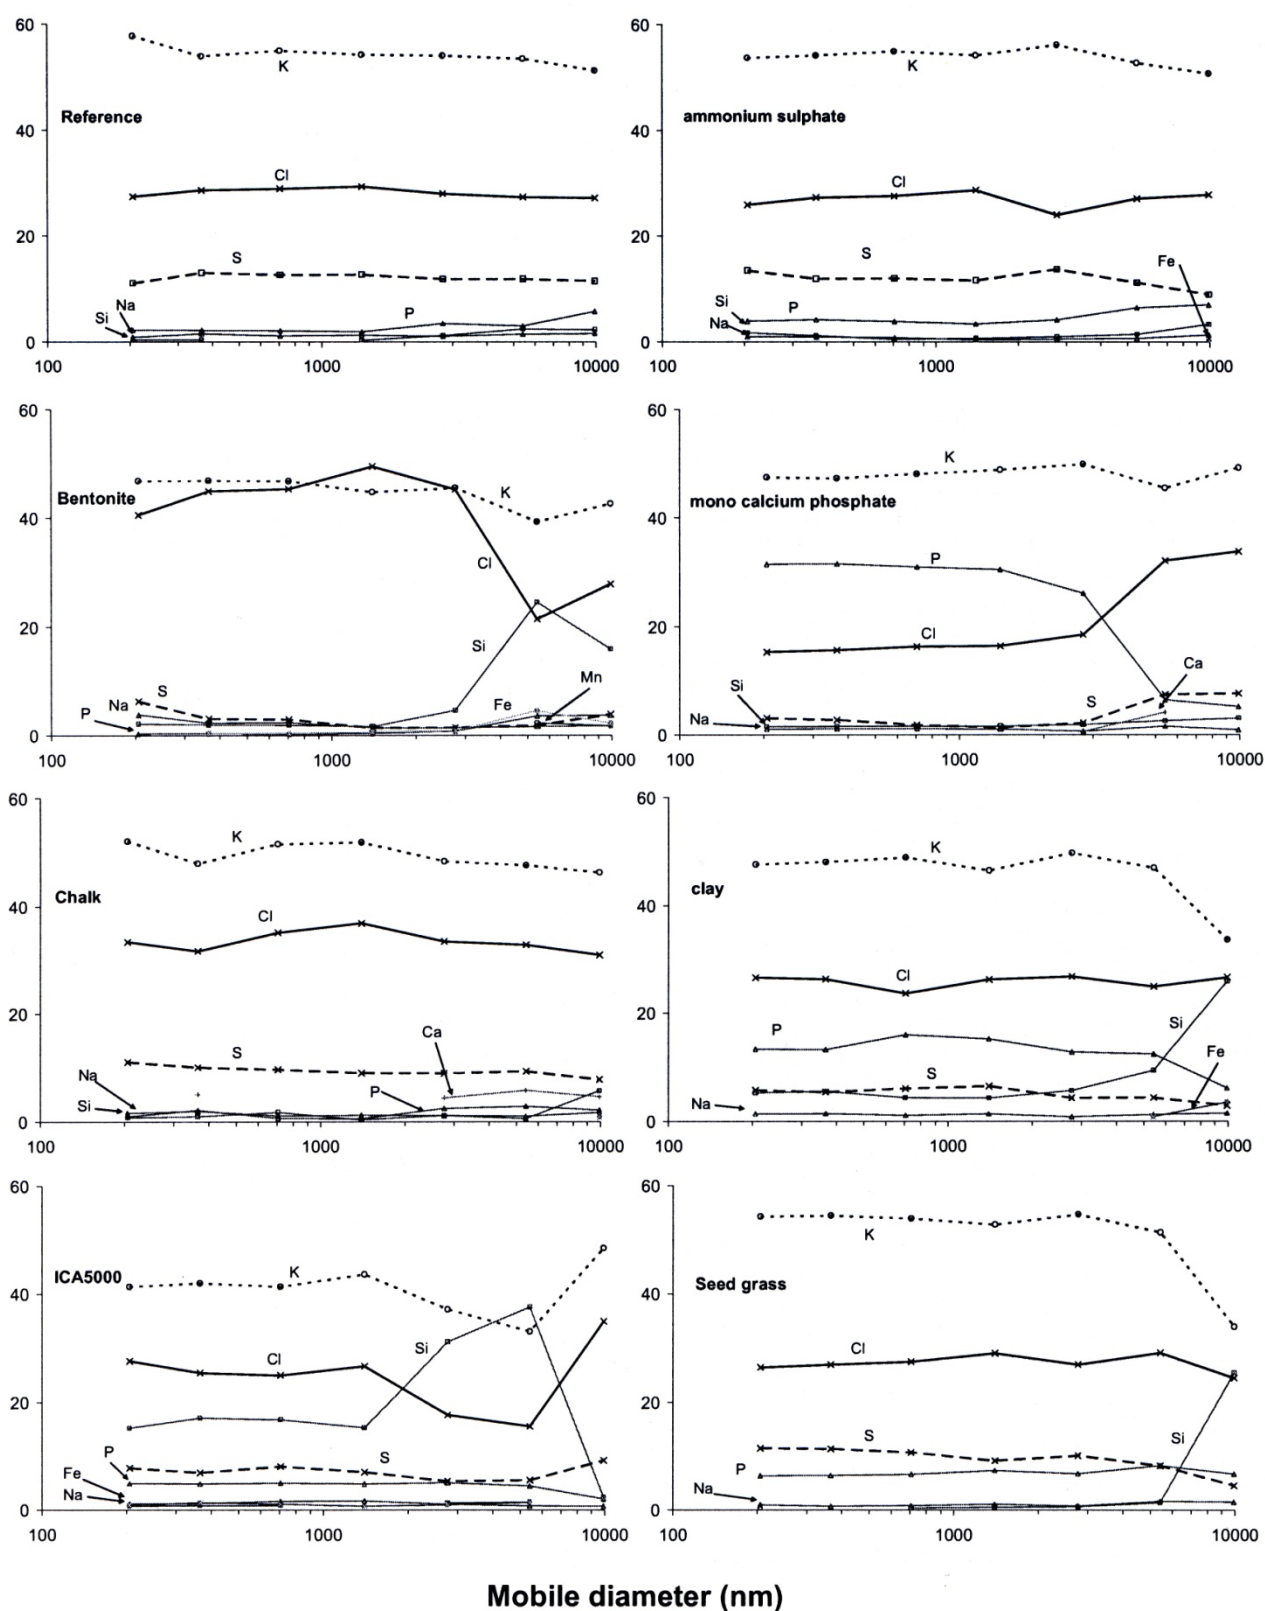 60
K
40
Reference
Cl
20
S
Na
Si
P
0
100 1000 10000
60
K
40
ammonium sulphate
Cl
20
S
Fe
Si
P
Na
0
100 1000 10000
60
Bentonite
K
40
Cl
20
Si
Mn
S
Na
Fe
P
0
100 1000 10000
60
K
mono calcium phosphate
40
P
20
Cl
Ca
Si
S
Na
0
100 1000 10000
60
K
Chalk
40
Cl
20
Ca
S
Na
P
Si
0
100 1000 10000
60
K
clay
40
Cl
20
P
Si
Fe
S
Na
0
100 1000 10000
60
ICA5000
K
40
Si
Cl
20
P
S
Fe
Na
0
100 1000 10000
60
K
Seed grass
40
Cl
20
S
Si
P
Na
0
100 1000 10000
Mobile diameter (nm)